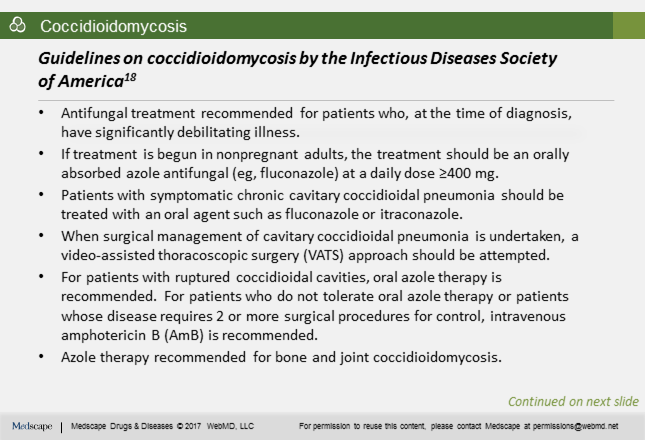 Coccidioidomycosis
Guidelines on coccidioidomycosis by the Infectious Diseases Society
of America18
• Antifungal treatment recommended for patients who, at the time of diagnosis,
have significantly debilitating illness.
• If treatment is begun in nonpregnant adults, the treatment should be an orally
absorbed azole antifungal (eg, fluconazole) at a daily dose ≥400 mg.
• Patients with symptomatic chronic cavitary coccidioidal pneumonia should be
treated with an oral agent such as fluconazole or itraconazole.
• When surgical management of cavitary coccidioidal pneumonia is undertaken, a
video-assisted thoracoscopic surgery (VATS) approach should be attempted.
• For patients with ruptured coccidioidal cavities, oral azole therapy is
recommended. For patients who do not tolerate oral azole therapy or patients
whose disease requires 2 or more surgical procedures for control, intravenous
amphotericin B (AmB) is recommended.
• Azole therapy recommended for bone and joint coccidioidomycosis.
Continued on next slide
Medscape | Medscape Drugs & Diseases © 2017 WebMD, LLC For permission to reuse this content, please contact Medscape at permissions@webmd.net